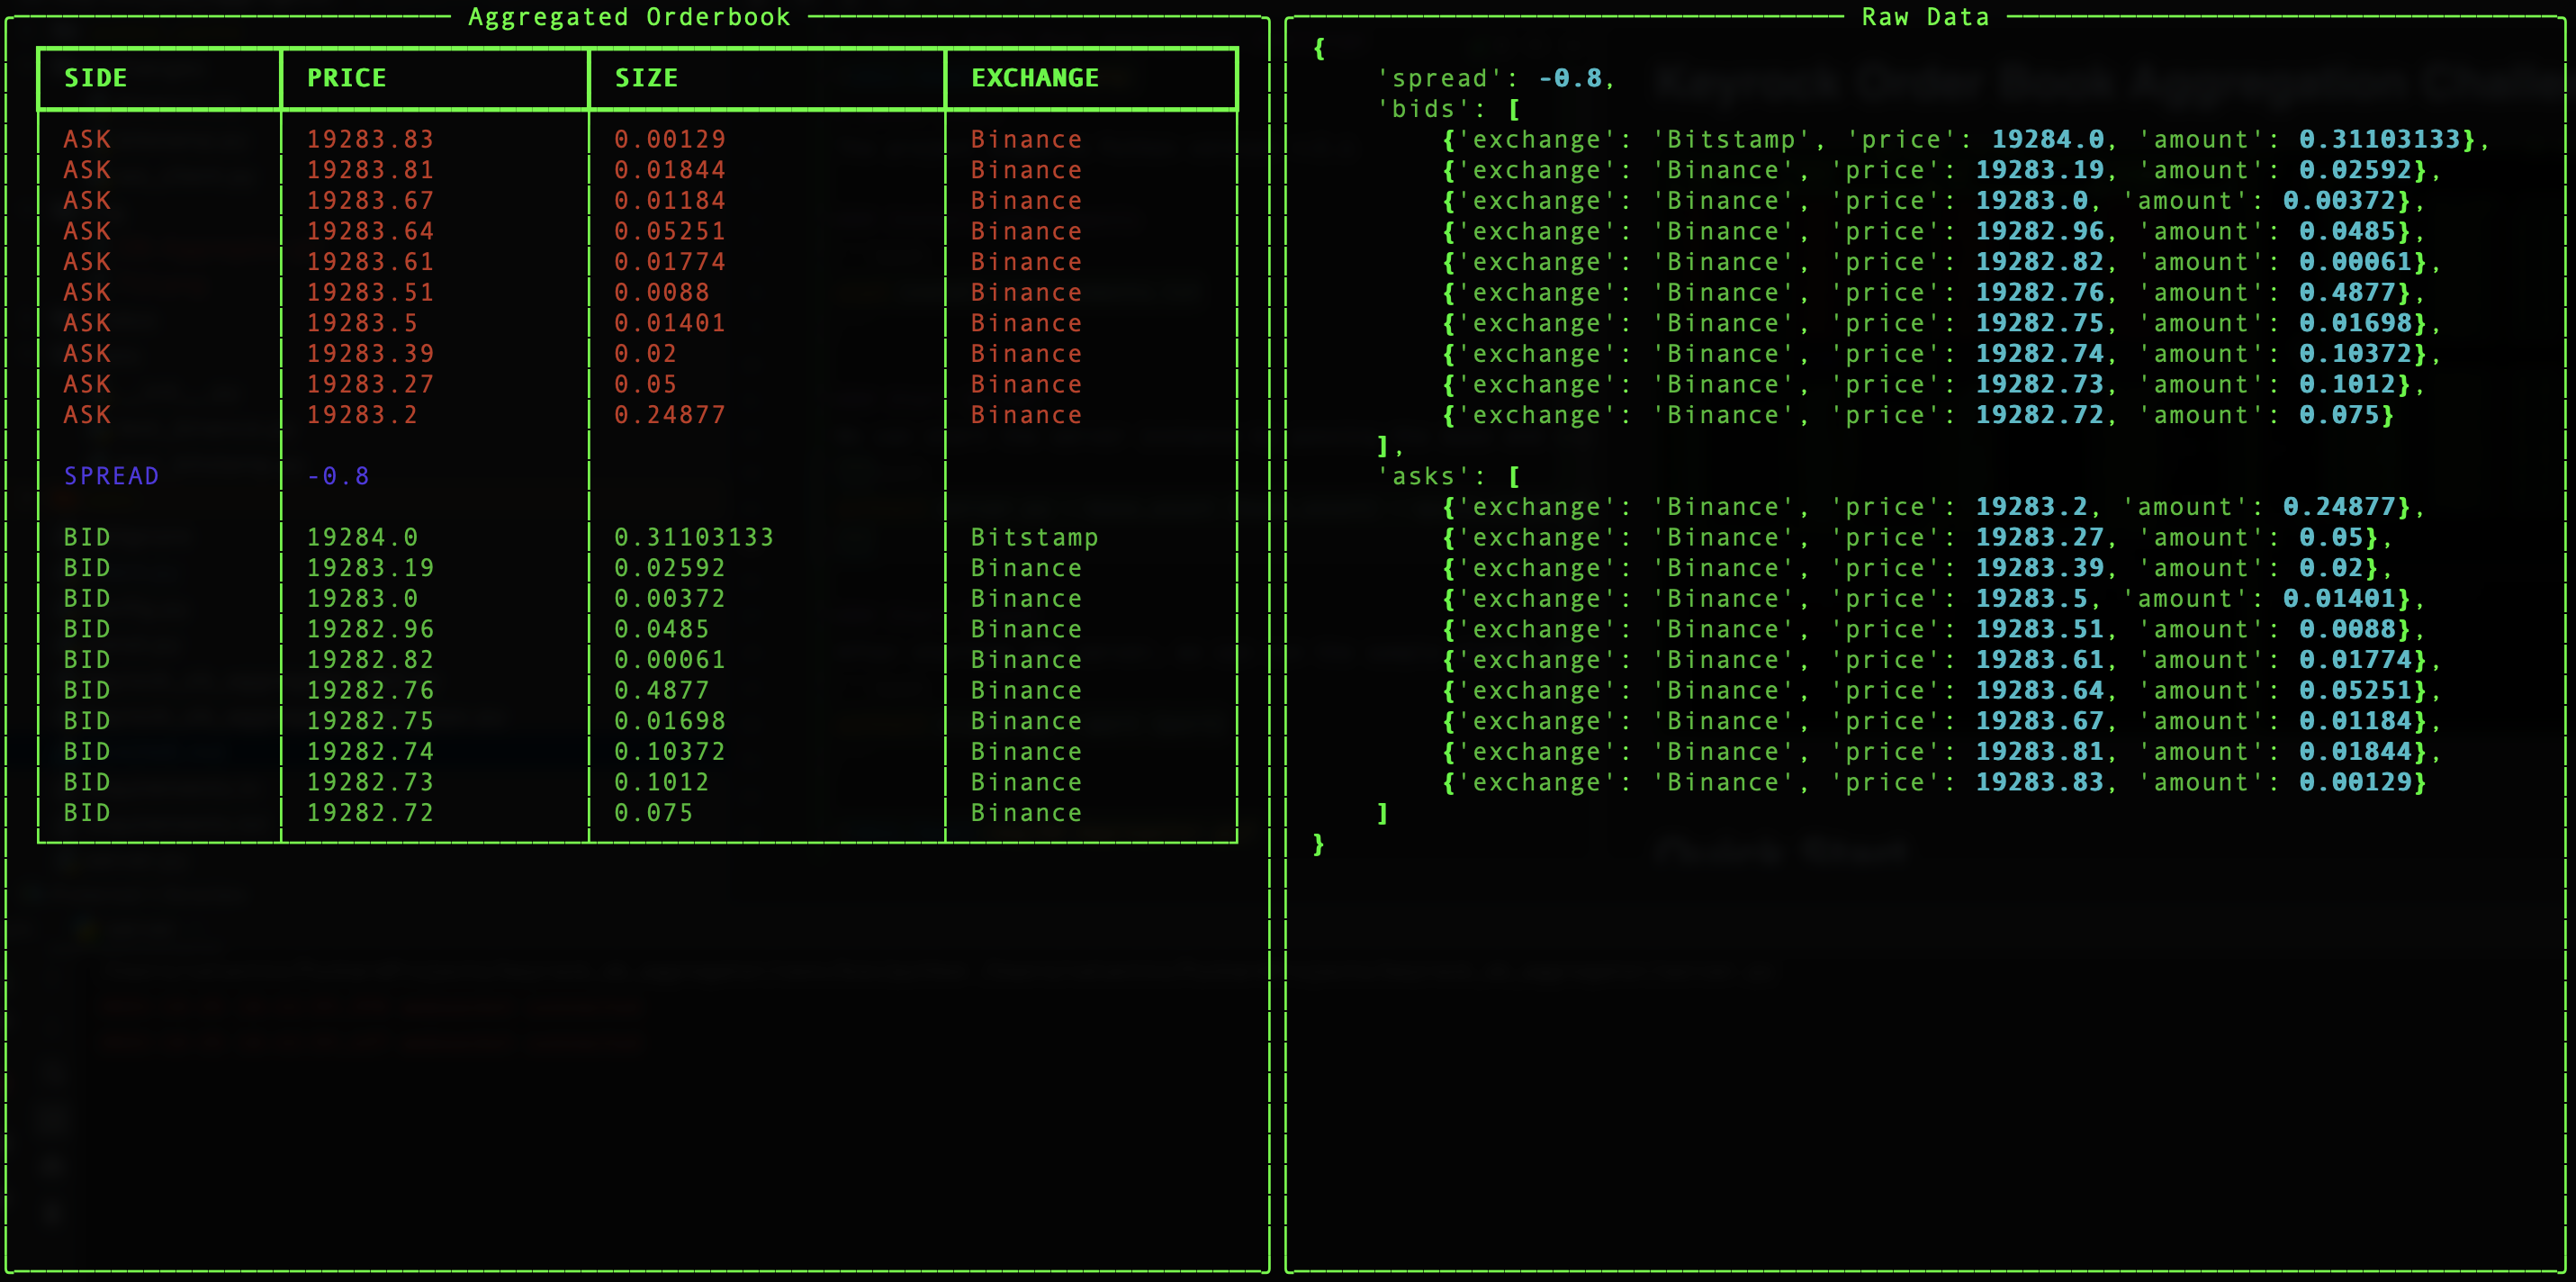 Aggregated Orderbook
SIDE PRICE SIZE EXCHANGE
ASK 19283.83 0.00129 Binance
ASK 19283.81 0.01844 Binance
ASK 19283.67 0.01184 Binance
ASK 19283.64 0.05251 Binance
ASK 19283.61 0.01774 Binance
ASK 19283.51 0.0088 Binance
ASK 19283.5 0.01401 Binance
ASK 19283.39 0.02 Binance
ASK 19283.27 0.05 Binance
ASK 19283.2 0.24877 Binance
SPREAD -0.8
BID 19284.0 0.31103133 Bitstamp
BID 19283.19 0.02592 Binance
BID 19283.0 0.00372 Binance
BID 19282.96 0.0485 Binance
BID 19282.82 0.00061 Binance
BID 19282.76 0.4877 Binance
BID 19282.75 0.01698 Binance
BID 19282.74 0.10372 Binance
BID 19282.73 0.1012 Binance
BID 19282.72 0.075 Binance
Raw Data
{
'spread': -0.8,
'bids': [
{'exchange': 'Bitstamp', 'price': 19284.0, 'amount': 0.31103133},
{'exchange': 'Binance', 'price': 19283.19, 'amount': 0.02592},
{'exchange': 'Binance', 'price': 19283.0, 'amount': 0.00372},
{'exchange': 'Binance', 'price': 19282.96, 'amount': 0.0485},
{'exchange': 'Binance', 'price': 19282.82, 'amount': 0.00061},
{'exchange': 'Binance', 'price': 19282.76, 'amount': 0.4877},
{'exchange': 'Binance', 'price': 19282.75, 'amount': 0.01698},
{'exchange': 'Binance', 'price': 19282.74, 'amount': 0.10372},
{'exchange': 'Binance', 'price': 19282.73, 'amount': 0.1012},
{'exchange': 'Binance', 'price': 19282.72, 'amount': 0.075}
],
'asks': [
{'exchange': 'Binance', 'price': 19283.2, 'amount': 0.24877},
{'exchange': 'Binance', 'price': 19283.27, 'amount': 0.05},
{'exchange': 'Binance', 'price': 19283.39, 'amount': 0.02},
{'exchange': 'Binance', 'price': 19283.5, 'amount': 0.01401},
{'exchange': 'Binance', 'price': 19283.51, 'amount': 0.0088},
{'exchange': 'Binance', 'price': 19283.61, 'amount': 0.01774},
{'exchange': 'Binance', 'price': 19283.64, 'amount': 0.05251},
{'exchange': 'Binance', 'price': 19283.67, 'amount': 0.01184},
{'exchange': 'Binance', 'price': 19283.81, 'amount': 0.01844},
{'exchange': 'Binance', 'price': 19283.83, 'amount': 0.00129}
]
}